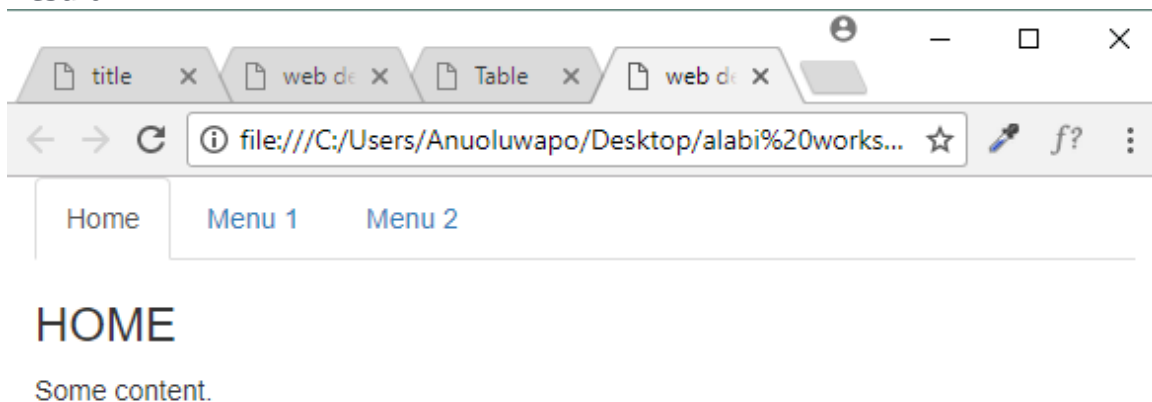 title web de Table web de
file:///C:/Users/Anuoluwapo/Desktop/alabi%20works... f?
Home Menu 1 Menu 2
HOME
Some content.